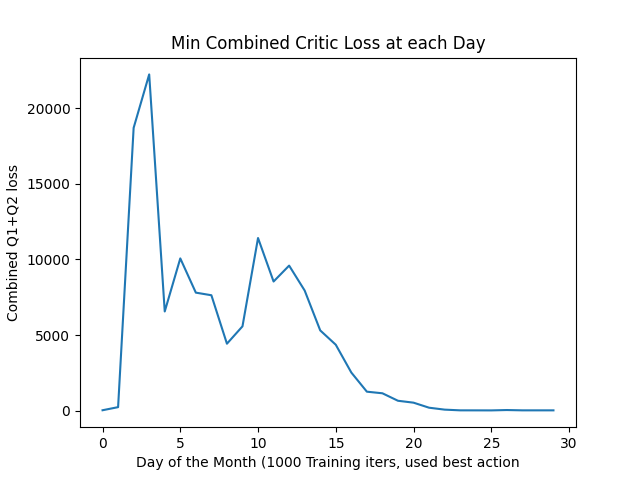 Min Combined Critic Loss at each Day
Combined Q1+Q2 loss
20000
15000
10000
5000
0
0 5 10 15 20 25 30
Day of the Month (1000 Training iters, used best action